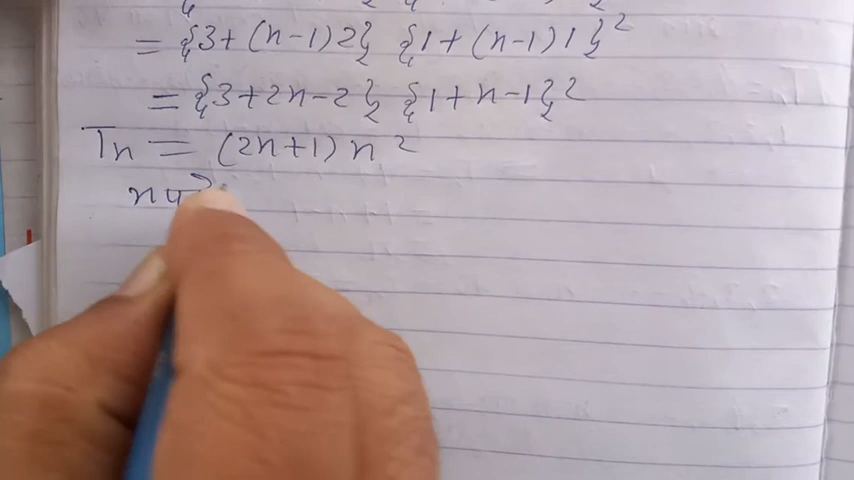 = {3+(n-1)2} {1+(n-1)1}²
= {3+2n-2} {1+n-1}²
Tn = (2n+1) n²